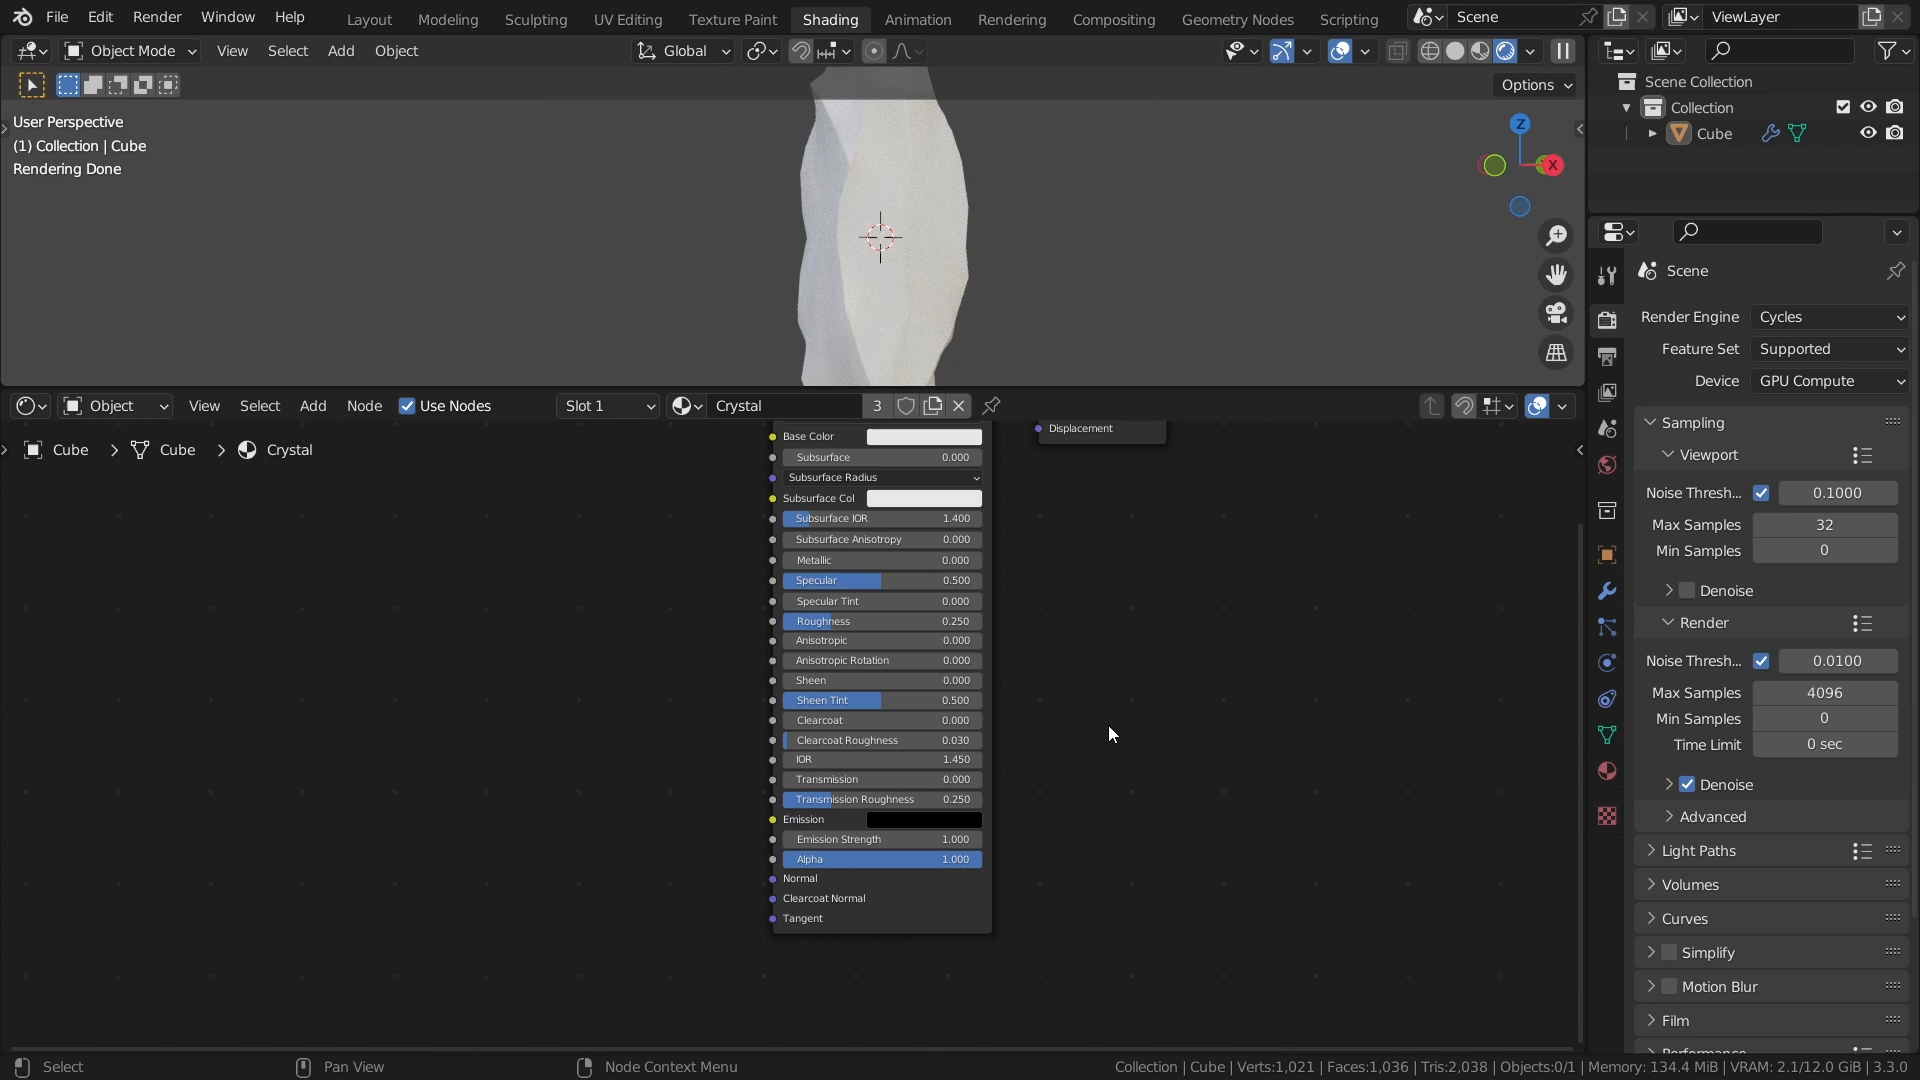 File Edit Render Window Help Layout Modeling Sculpting UV Editing Texture Paint Shading Animation Rendering Compositing Geometry Nodes Scripting Scene ViewLayer
Object Mode View Select Add Object Global
Options
User Perspective
(1) Collection | Cube
Rendering Done
Z
X
Scene Collection
Collection
Cube
Scene
Render Engine Cycles
Feature Set Supported
Device GPU Compute
Sampling
Viewport
Noise Thresh... 0.1000
Max Samples 32
Min Samples 0
Denoise
Render
Noise Thresh... 0.0100
Max Samples 4096
Min Samples 0
Time Limit 0 sec
Denoise
Advanced
Light Paths
Volumes
Curves
Simplify
Motion Blur
Film
Performance
Object View Select Add Node Use Nodes Slot 1 Crystal 3
Cube > Cube > Crystal
Displacement
Base Color
Subsurface 0.000
Subsurface Radius
Subsurface Col
Subsurface IOR 1.400
Subsurface Anisotropy 0.000
Metallic 0.000
Specular 0.500
Specular Tint 0.000
Roughness 0.250
Anisotropic 0.000
Anisotropic Rotation 0.000
Sheen 0.000
Sheen Tint 0.500
Clearcoat 0.000
Clearcoat Roughness 0.030
IOR 1.450
Transmission 0.000
Transmission Roughness 0.250
Emission
Emission Strength 1.000
Alpha 1.000
Normal
Clearcoat Normal
Tangent
Select Pan View Node Context Menu Collection | Cube | Verts:1,021 | Faces:1,036 | Tris:2,038 | Objects:0/1 | Memory: 134.4 MiB | VRAM: 2.1/12.0 GiB | 3.3.0